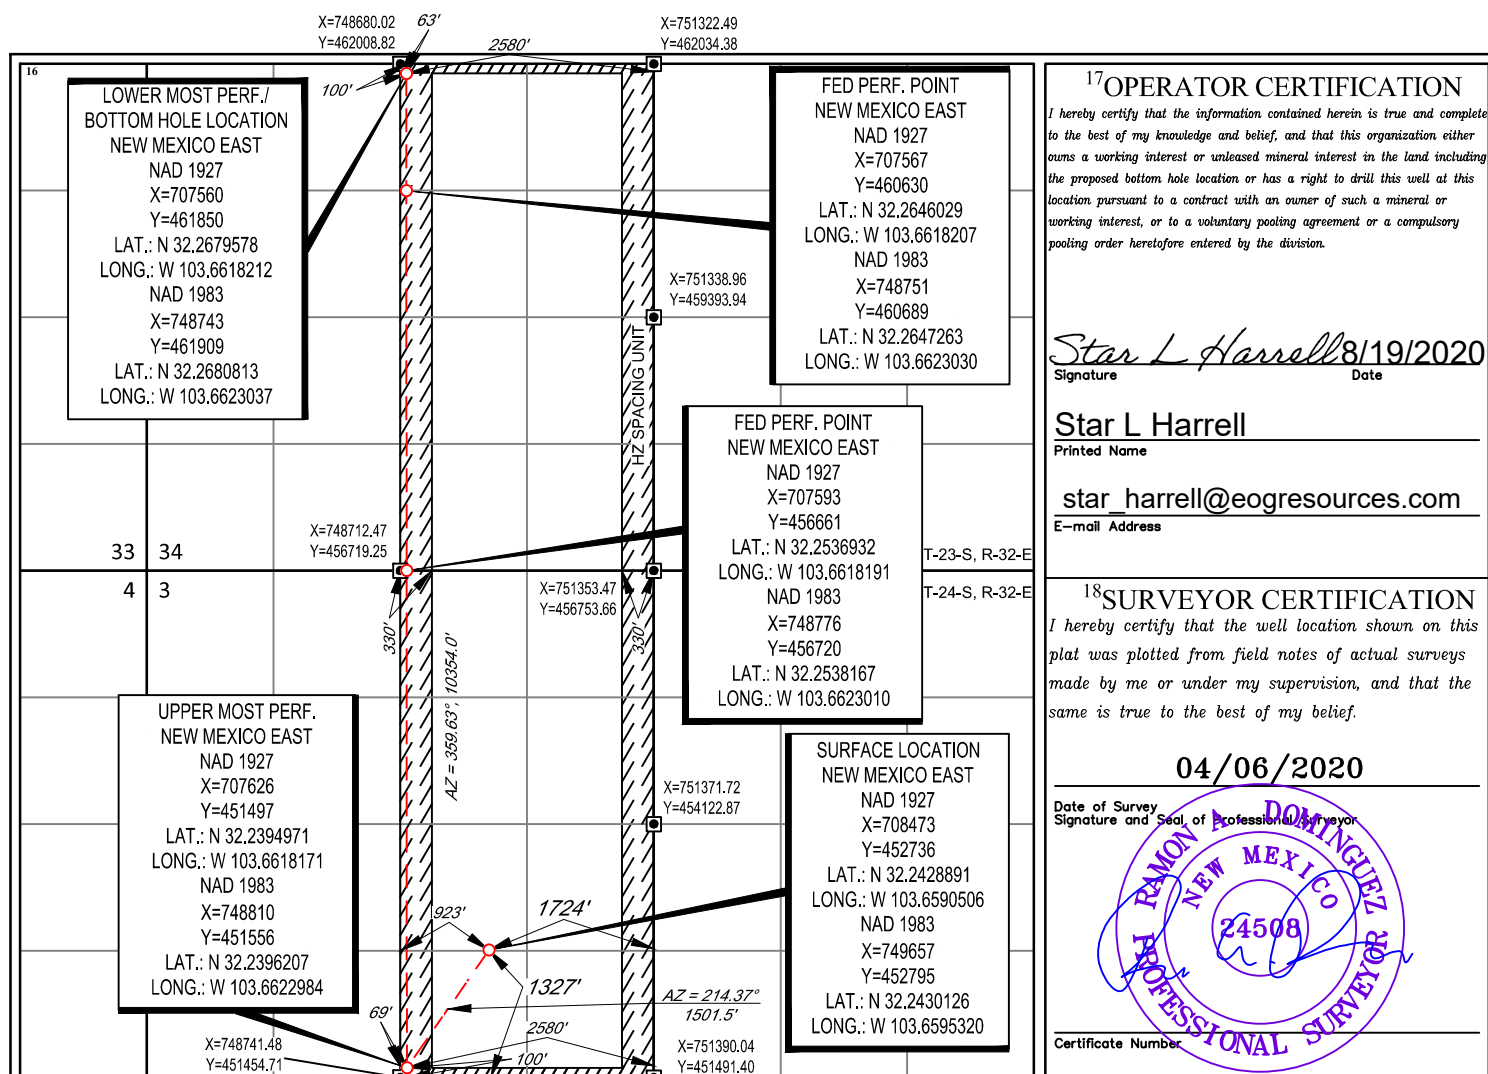 X=748680.02
Y=462008.82
63'
2580'
X=751322.49
Y=462034.38
16
100'
LOWER MOST PERF./
BOTTOM HOLE LOCATION
NEW MEXICO EAST
NAD 1927
X=707560
Y=461850
LAT.: N 32.2679578
LONG.: W 103.6618212
NAD 1983
X=748743
Y=461909
LAT.: N 32.2680813
LONG.: W 103.6623037
FED PERF. POINT
NEW MEXICO EAST
NAD 1927
X=707567
Y=460630
LAT.: N 32.2646029
LONG.: W 103.6618207
NAD 1983
X=748751
Y=460689
LAT.: N 32.2647263
LONG.: W 103.6623030
X=751338.96
Y=459393.94
HZ SPACING UNIT
FED PERF. POINT
NEW MEXICO EAST
NAD 1927
X=707593
Y=456661
LAT.: N 32.2536932
LONG.: W 103.6618191
NAD 1983
X=748776
Y=456720
LAT.: N 32.2538167
LONG.: W 103.6623010
X=748712.47
Y=456719.25
33 34
4 3
T-23-S, R-32-E
T-24-S, R-32-E
X=751353.47
Y=456753.66
330'
330'
AZ = 359.63°, 10354.0'
UPPER MOST PERF.
NEW MEXICO EAST
NAD 1927
X=707626
Y=451497
LAT.: N 32.2394971
LONG.: W 103.6618171
NAD 1983
X=748810
Y=451556
LAT.: N 32.2396207
LONG.: W 103.6622984
X=751371.72
Y=454122.87
SURFACE LOCATION
NEW MEXICO EAST
NAD 1927
X=708473
Y=452736
LAT.: N 32.2428891
LONG.: W 103.6590506
NAD 1983
X=749657
Y=452795
LAT.: N 32.2430126
LONG.: W 103.6595320
923'
1724'
1327'
AZ = 214.37°
1501.5'
69'
2580'
100'
X=748741.48
Y=451454.71
X=751390.04
Y=451491.40
17OPERATOR CERTIFICATION
I hereby certify that the information contained herein is true and complete
to the best of my knowledge and belief, and that this organization either
owns a working interest or unleased mineral interest in the land including
the proposed bottom hole location or has a right to drill this well at this
location pursuant to a contract with an owner of such a mineral or
working interest, or to a voluntary pooling agreement or a compulsory
pooling order heretofore entered by the division.
Star L Harrell 8/19/2020
Signature Date
Star L Harrell
Printed Name
star_harrell@eogresources.com
E-mail Address
18SURVEYOR CERTIFICATION
I hereby certify that the well location shown on this
plat was plotted from field notes of actual surveys
made by me or under my supervision, and that the
same is true to the best of my belief.
04/06/2020
Date of Survey
Signature and Seal of Professional Surveyor
RAMON A. DOMINGUEZ
NEW MEXICO
24508
PROFESSIONAL SURVEYOR
Certificate Number